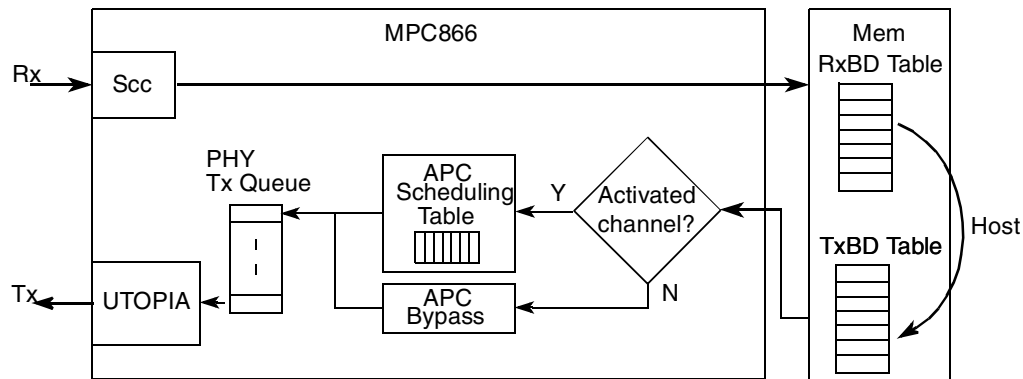 MPC866
Mem
Rx
Scc
RxBD Table
PHY
Tx Queue
APC
Scheduling
Table
Y
Activated
channel?
Host
TxBD Table
Tx
UTOPIA
APC
Bypass
N